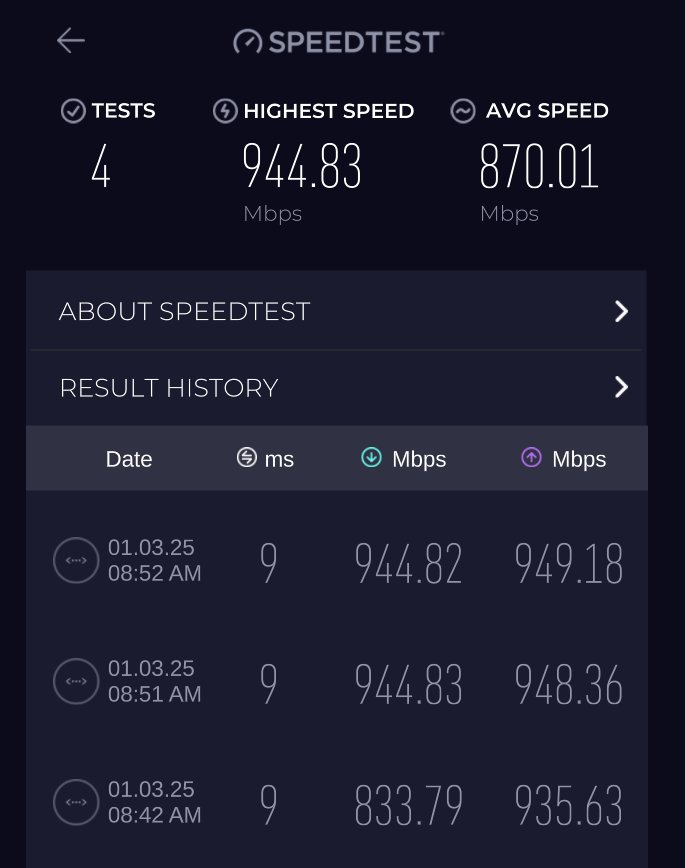 SPEEDTEST
TESTS HIGHEST SPEED AVG SPEED
4 944.83 870.01
Mbps Mbps
ABOUT SPEEDTEST
RESULT HISTORY
Date ms Mbps Mbps
01.03.25
08:52 AM 9 944.82 949.18
01.03.25
08:51 AM 9 944.83 948.36
01.03.25
08:42 AM 9 833.79 935.63